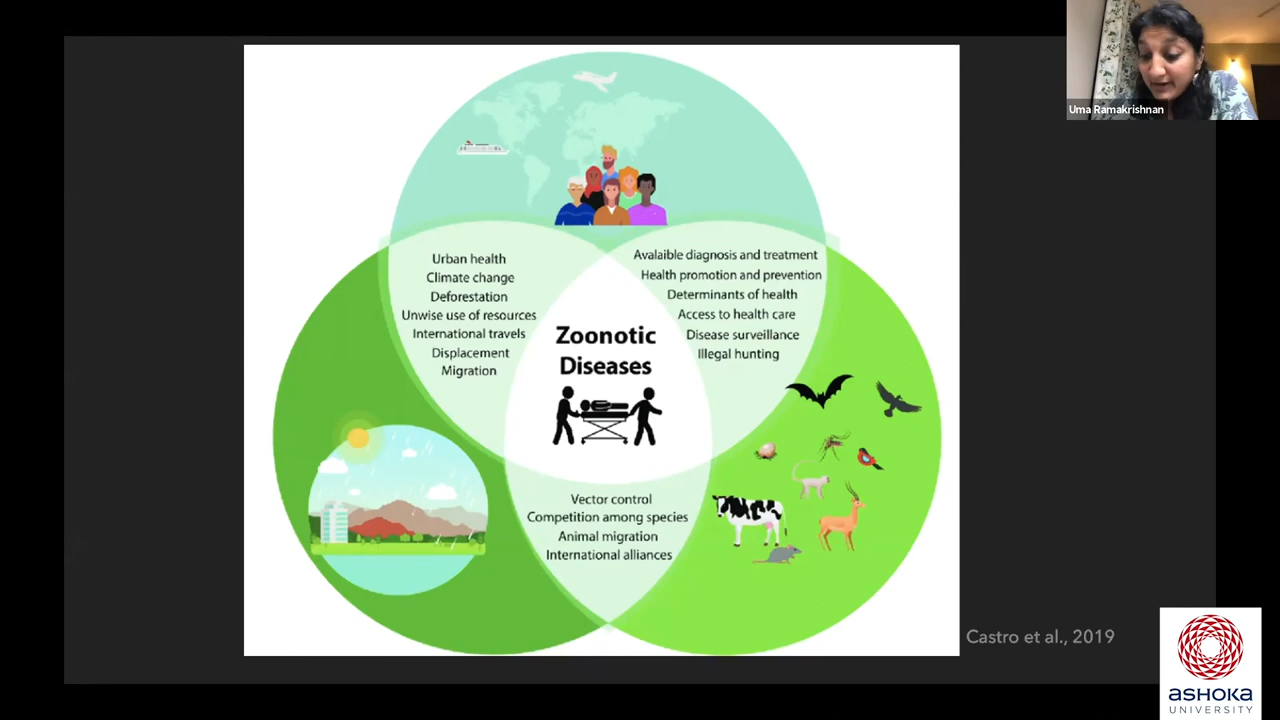 Uma Ramakrishnan
Urban health
Climate change
Deforestation
Unwise use of resources
International travels
Displacement
Migration
Avalaible diagnosis and treatment
Health promotion and prevention
Determinants of health
Access to health care
Disease surveillance
Illegal hunting
Zoonotic
Diseases
Vector control
Competition among species
Animal migration
International alliances
Castro et al., 2019
ASHOKA
UNIVERSITY